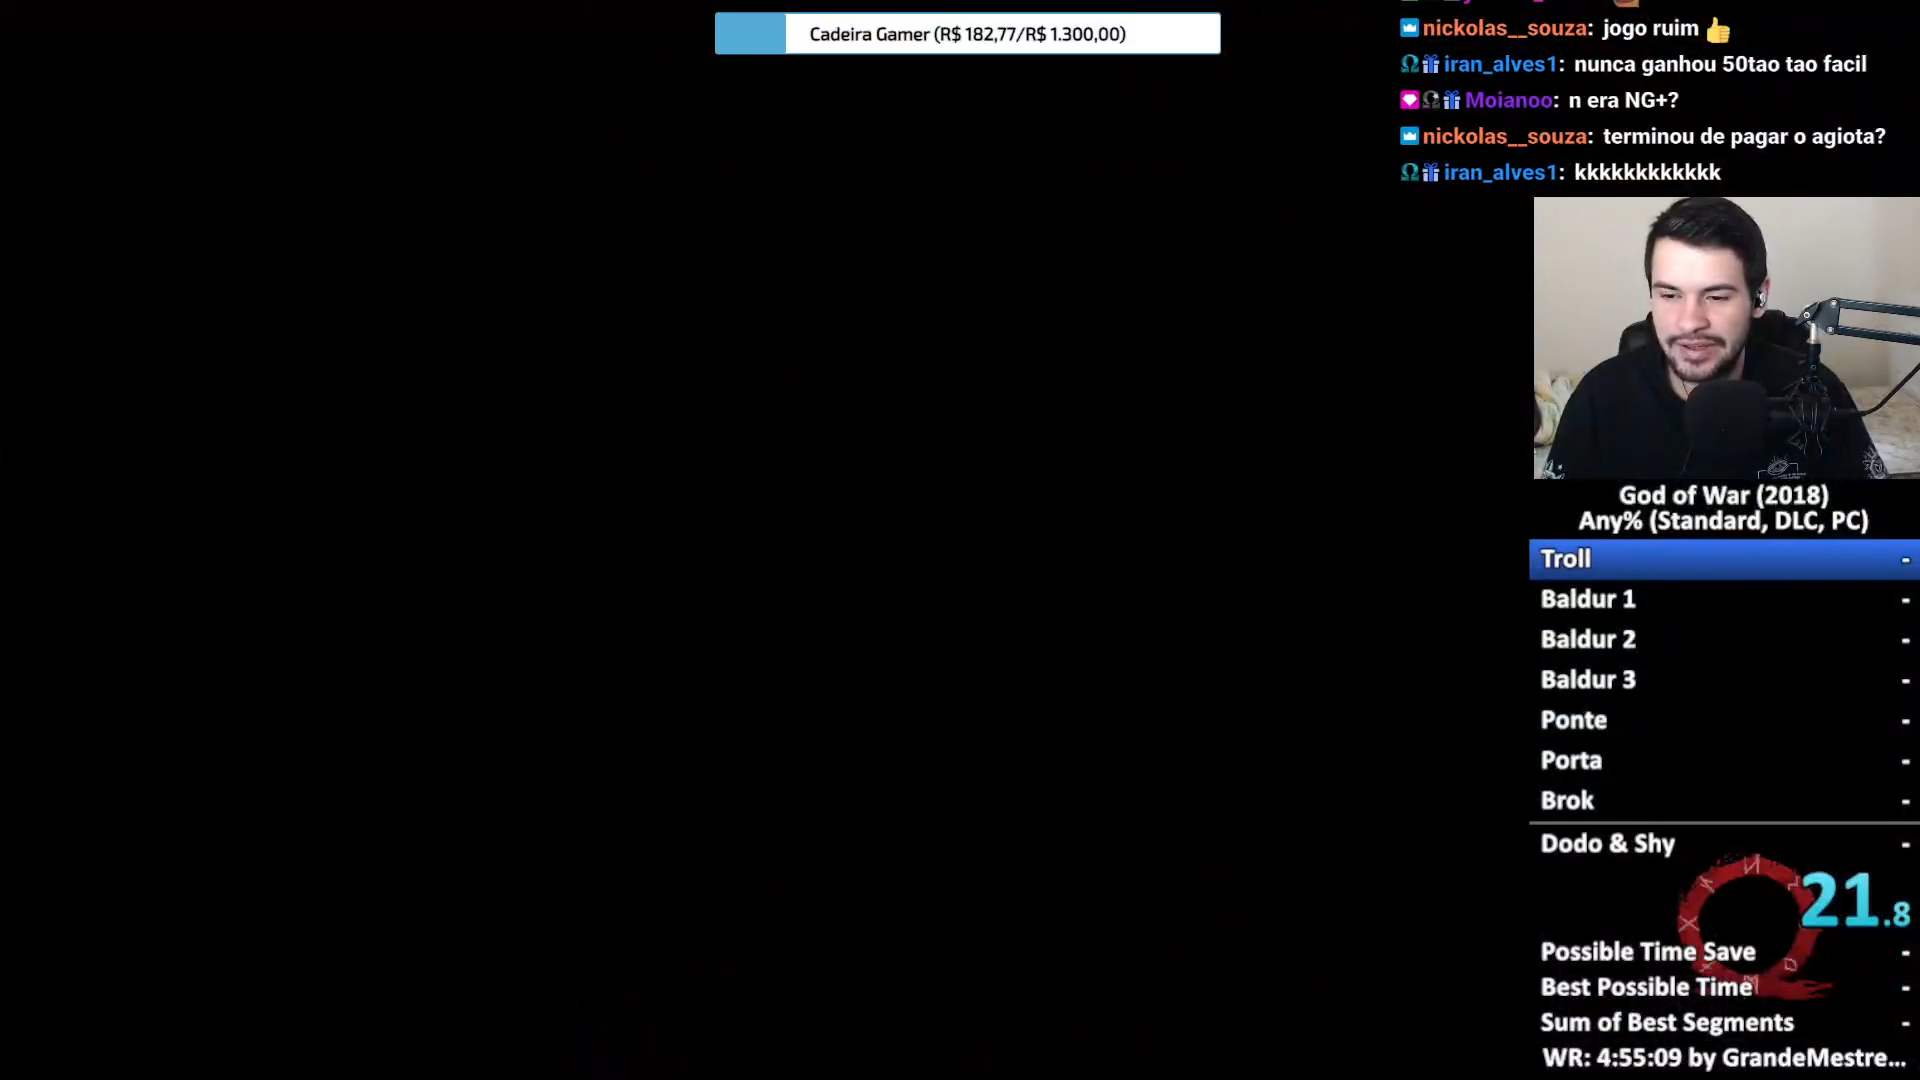 Cadeira Gamer (R$ 182,77/R$ 1.300,00)
nickolas__souza: jogo ruim 👍
iran_alves1: nunca ganhou 50tao tao facil
Moianoo: n era NG+?
nickolas__souza: terminou de pagar o agiota?
iran_alves1: kkkkkkkkkkkk
God of War (2018)
Any% (Standard, DLC, PC)
Troll -
Baldur 1 -
Baldur 2 -
Baldur 3 -
Ponte -
Porta -
Brok -
Dodo & Shy -
21.8
Possible Time Save -
Best Possible Time -
Sum of Best Segments -
WR: 4:55:09 by GrandeMestre...